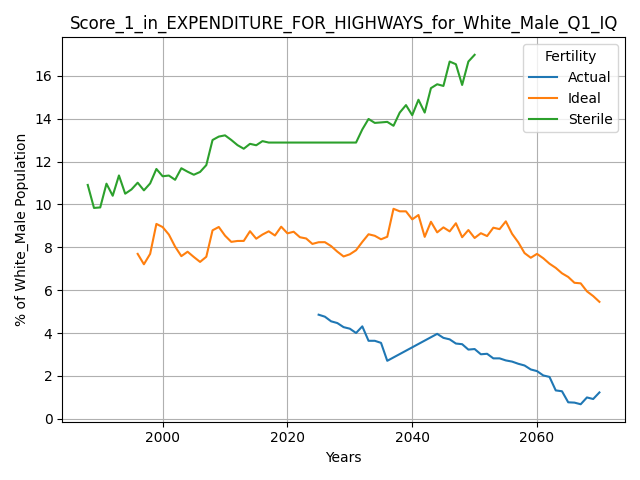 Score_1_in_EXPENDITURE_FOR_HIGHWAYS_for_White_Male_Q1_IQ
Fertility
Actual
Ideal
Sterile
% of White_Male Population
16
14
12
10
8
6
4
2
0
2000
2020
2040
2060
Years